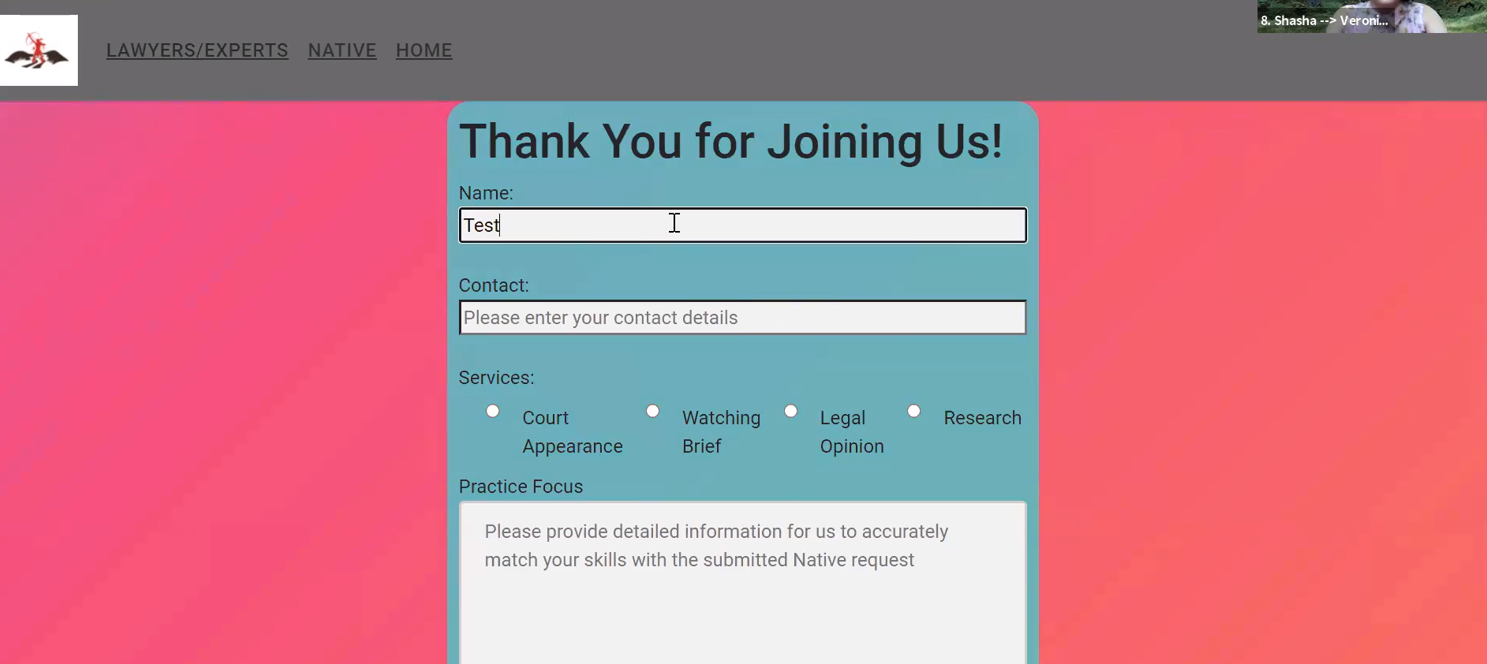 8. Shasha --> Veroni...
LAWYERS/EXPERTS NATIVE HOME
Thank You for Joining Us!
Name:
Test
Contact:
Please enter your contact details
Services:
Court Appearance
Watching Brief
Legal Opinion
Research
Practice Focus
Please provide detailed information for us to accurately
match your skills with the submitted Native request